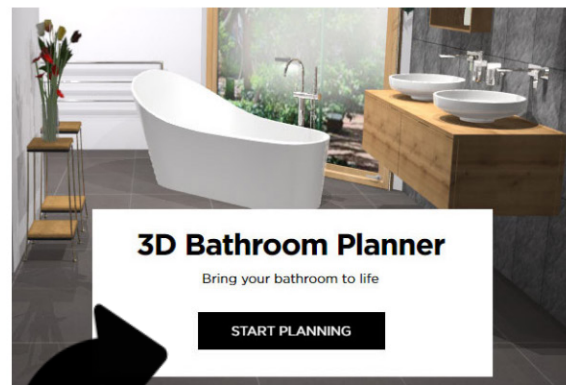 3D Bathroom Planner
Bring your bathroom to life
START PLANNING